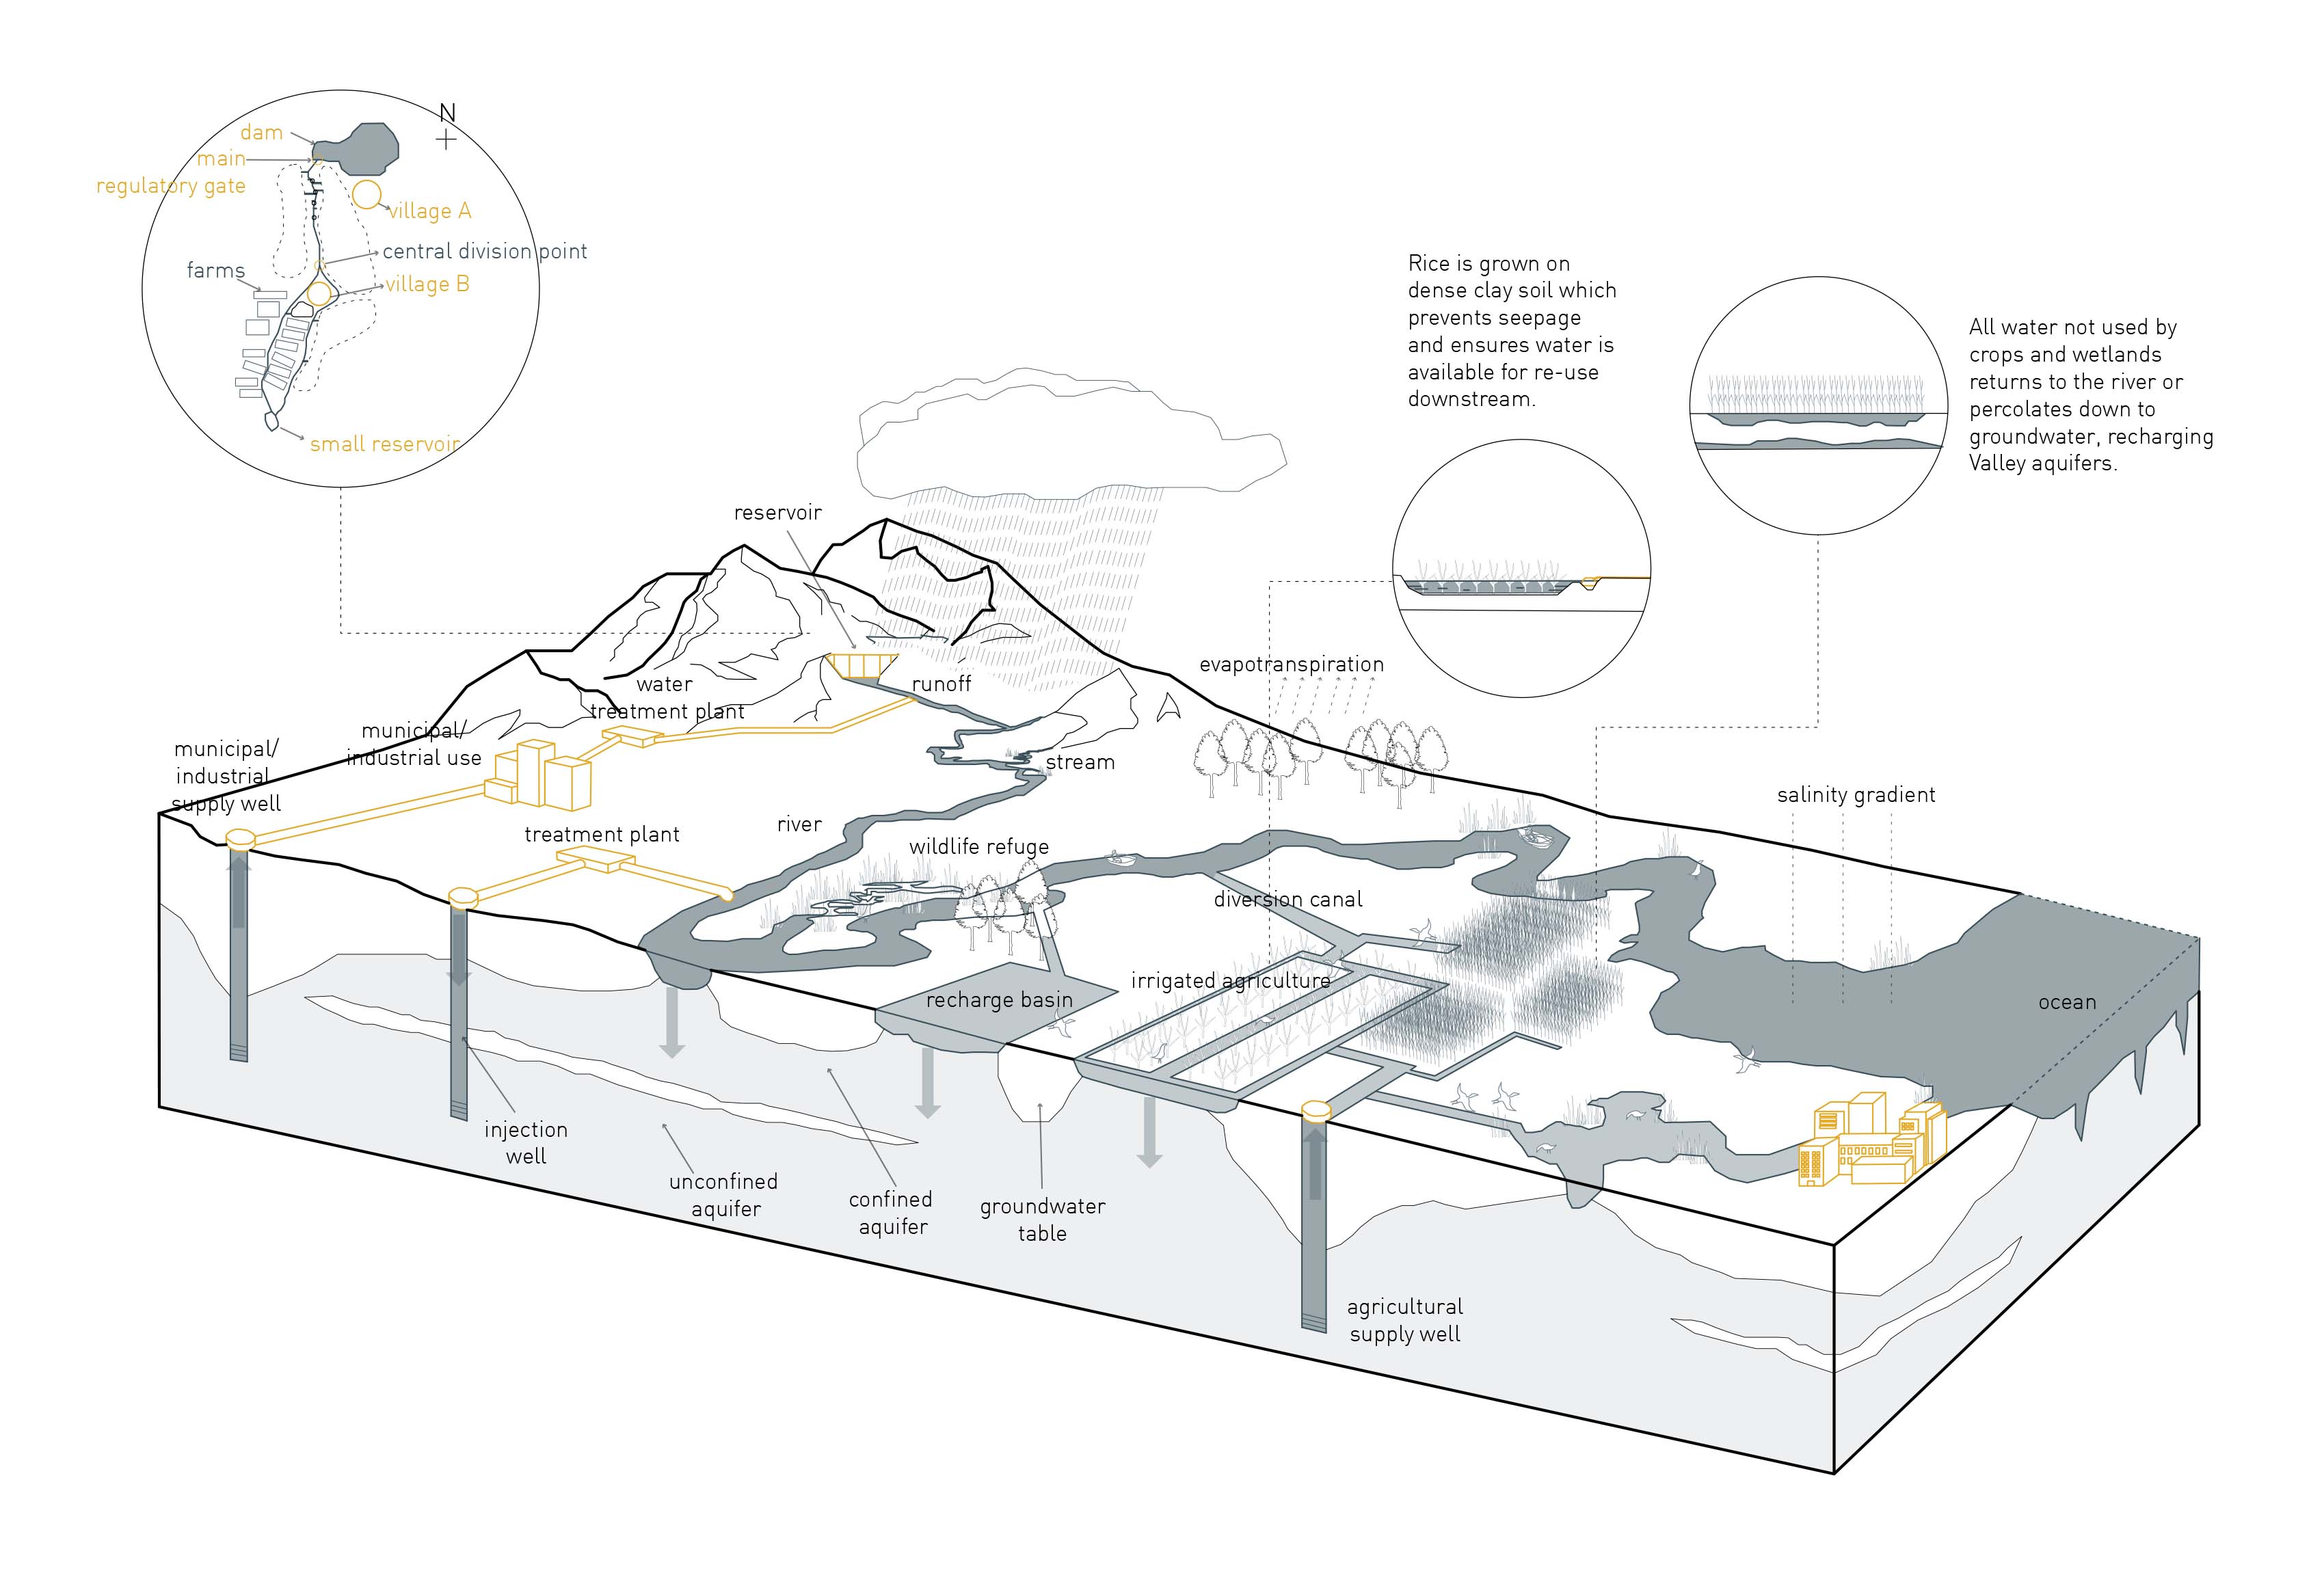 N
dam
main
regulatory gate
village A
central division point
farms
village B
small reservoir
Rice is grown on
dense clay soil which
prevents seepage
and ensures water is
available for re-use
downstream.
All water not used by
crops and wetlands
returns to the river or
percolates down to
groundwater, recharging
Valley aquifers.
reservoir
evapotranspiration
water
treatment plant
runoff
municipal/
industrial use
municipal/
industrial
supply well
stream
salinity gradient
treatment plant
river
wildlife refuge
diversion canal
irrigated agriculture
recharge basin
ocean
injection
well
unconfined
aquifer
confined
aquifer
groundwater
table
agricultural
supply well